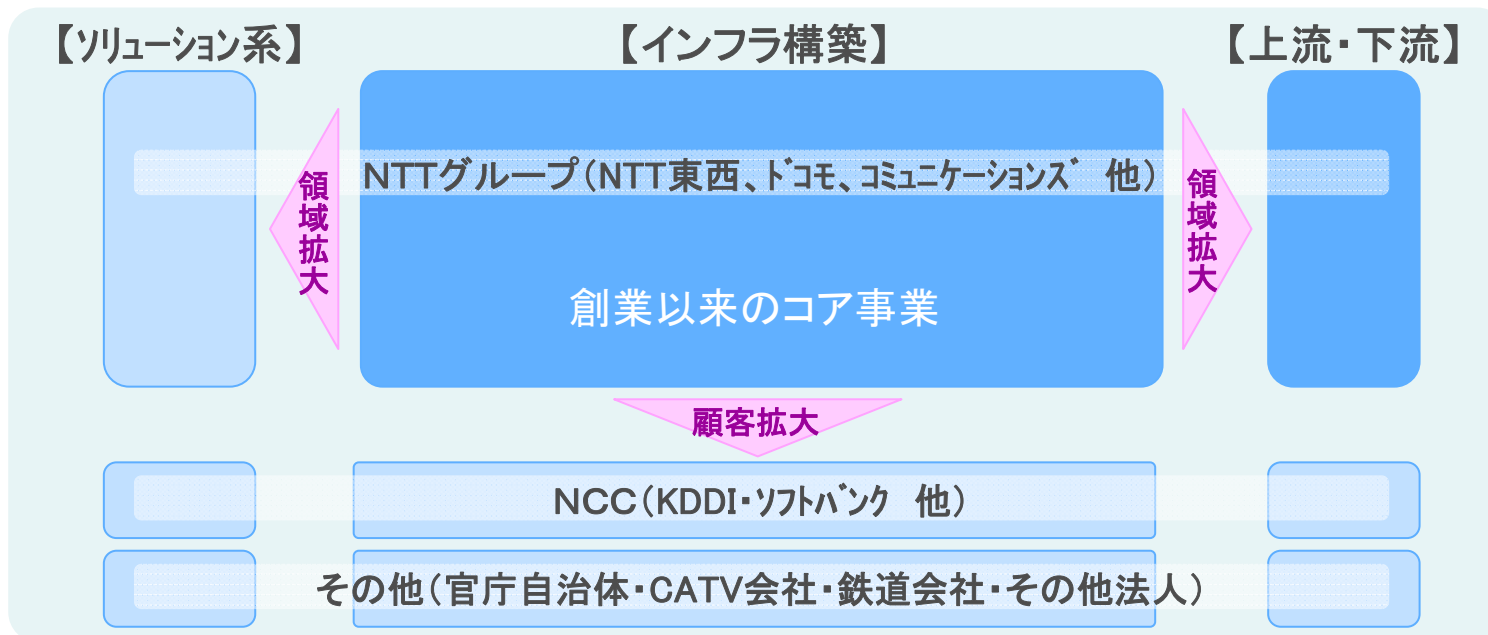 【ｿﾘｭｰｼｮﾝ系】
【インフラ構築】
【上流・下流】
NTTグループ（NTT東西、ﾄﾞｺﾓ、ｺﾐｭﾆｹｰｼｮﾝｽﾞ　他）
領域拡大
領域拡大
創業以来のコア事業
顧客拡大
NCC（KDDI・ｿﾌﾄﾊﾞﾝｸ　他）
その他（官庁自治体・CATV会社・鉄道会社・その他法人）